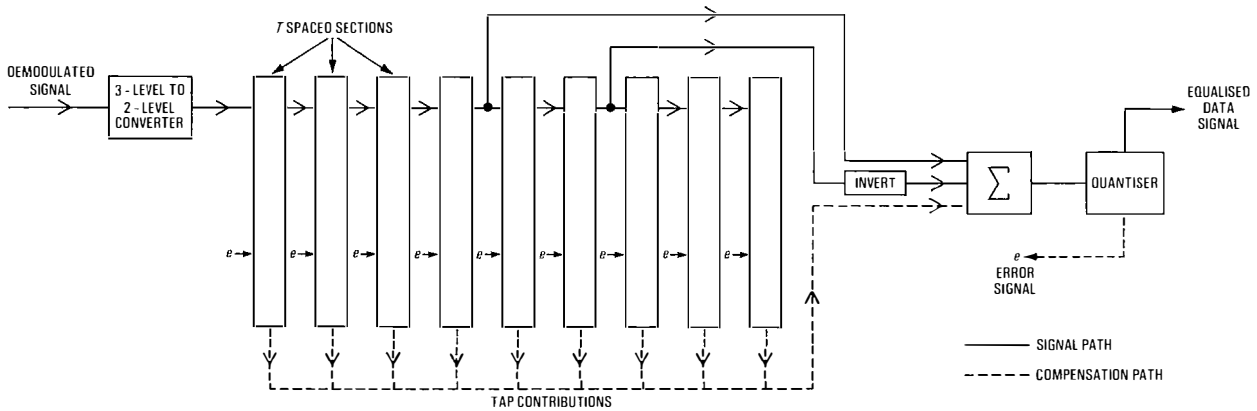 T SPACED SECTIONS
DEMODULATED
SIGNAL
3 - LEVEL TO
2 - LEVEL
CONVERTER
EQUALISED
DATA
SIGNAL
INVERT
Σ
QUANTISER
e e e e e e e e e
e
ERROR
SIGNAL
SIGNAL PATH
COMPENSATION PATH
TAP CONTRIBUTIONS